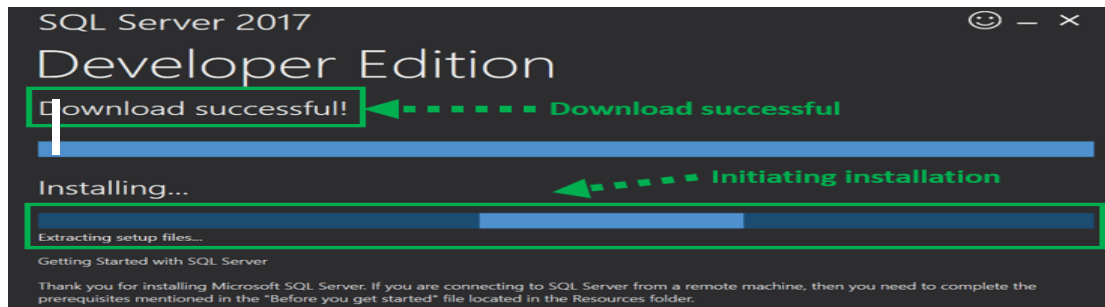 SQL Server 2017
Developer Edition
Download successful! Download successful
Installing... Initiating installation
Extracting setup files...
Getting Started with SQL Server
Thank you for installing Microsoft SQL Server. If you are connecting to SQL Server from a remote machine, then you need to complete the
prerequisites mentioned in the "Before you get started" file located in the Resources folder.